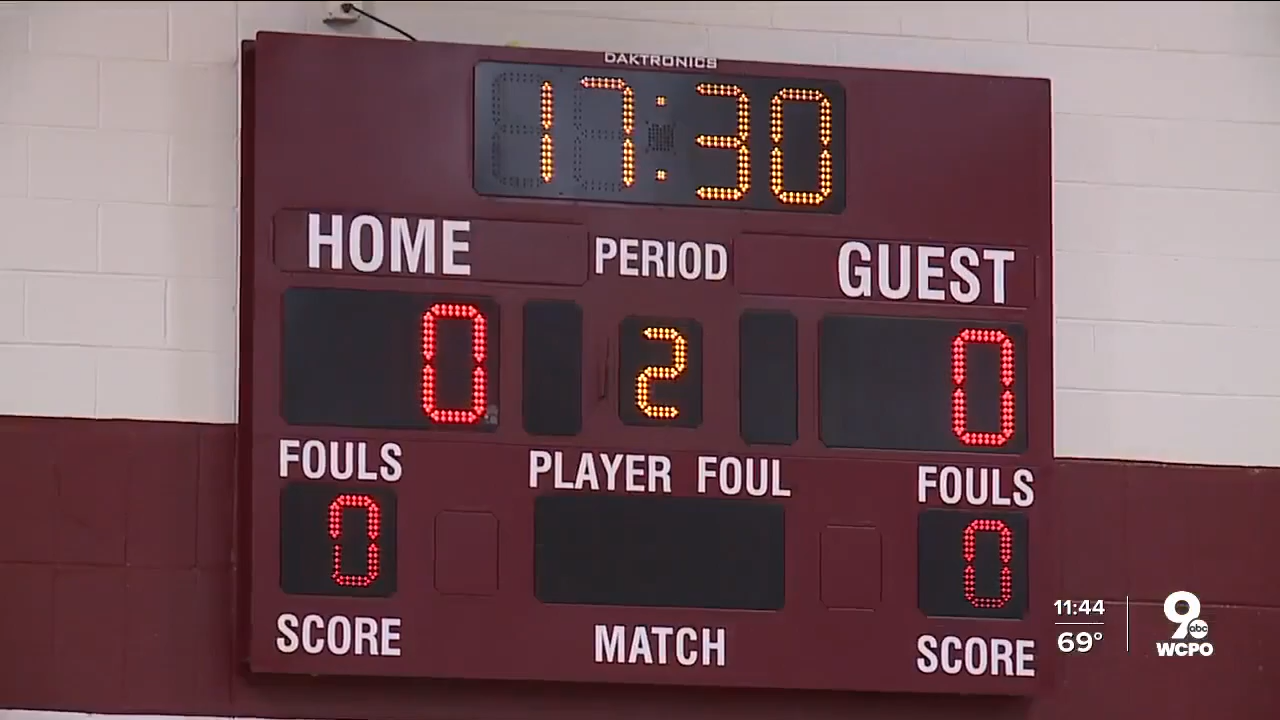 DAKTRONICS
17:30
HOME PERIOD GUEST
0 2 0
FOULS PLAYER FOUL FOULS
0 0
SCORE MATCH SCORE
11:44
69°
9
abc
WCPO